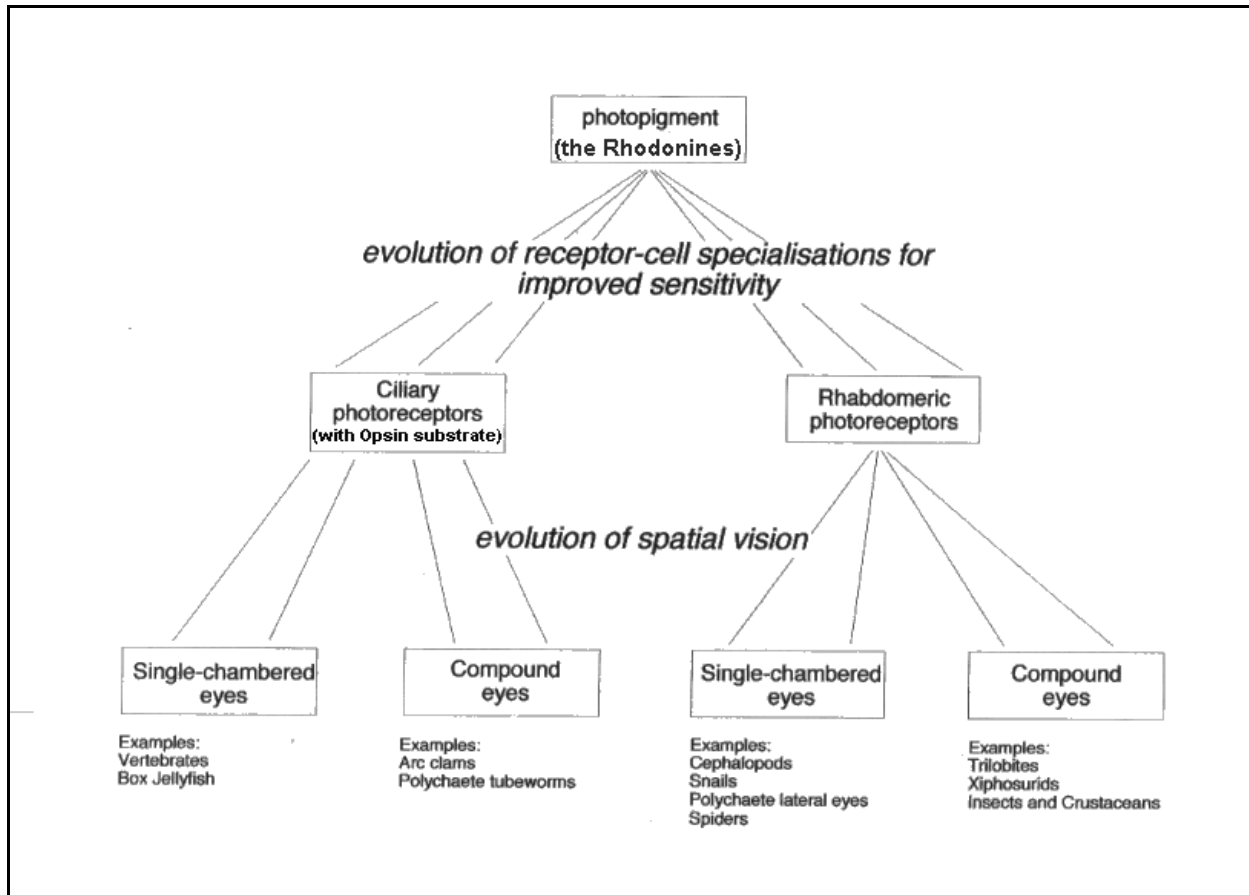 photopigment
(the Rhodonines)
evolution of receptor-cell specialisations for
improved sensitivity
Ciliary
photoreceptors
(with Opsin substrate)
Rhabdomeric
photoreceptors
evolution of spatial vision
Single-chambered
eyes
Compound
eyes
Single-chambered
eyes
Compound
eyes
Examples:
Vertebrates
Box Jellyfish
Examples:
Arc clams
Polychaete tubeworms
Examples:
Cephalopods
Snails
Polychaete lateral eyes
Spiders
Examples:
Trilobites
Xiphosurids
Insects and Crustaceans